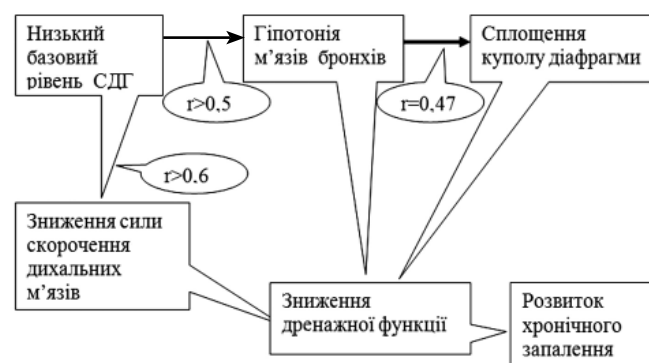 Низький
базовий
рівень СДГ
r>0,5
Гіпотонія
м’язів бронхів
r=0,47
Сплощення
куполу діафрагми
r>0,6
Зниження сили
скорочення
дихальних
м’язів
Зниження
дренажної функції
Розвиток
хронічного
запалення